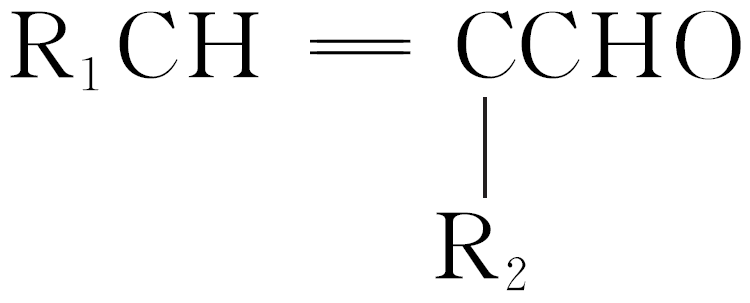 R₁CH = CCHO
R₂